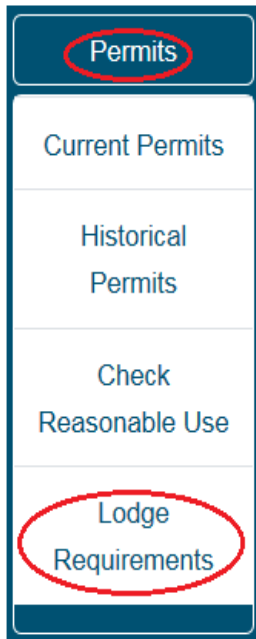 Permits
Current Permits
Historical
Permits
Check
Reasonable Use
Lodge
Requirements